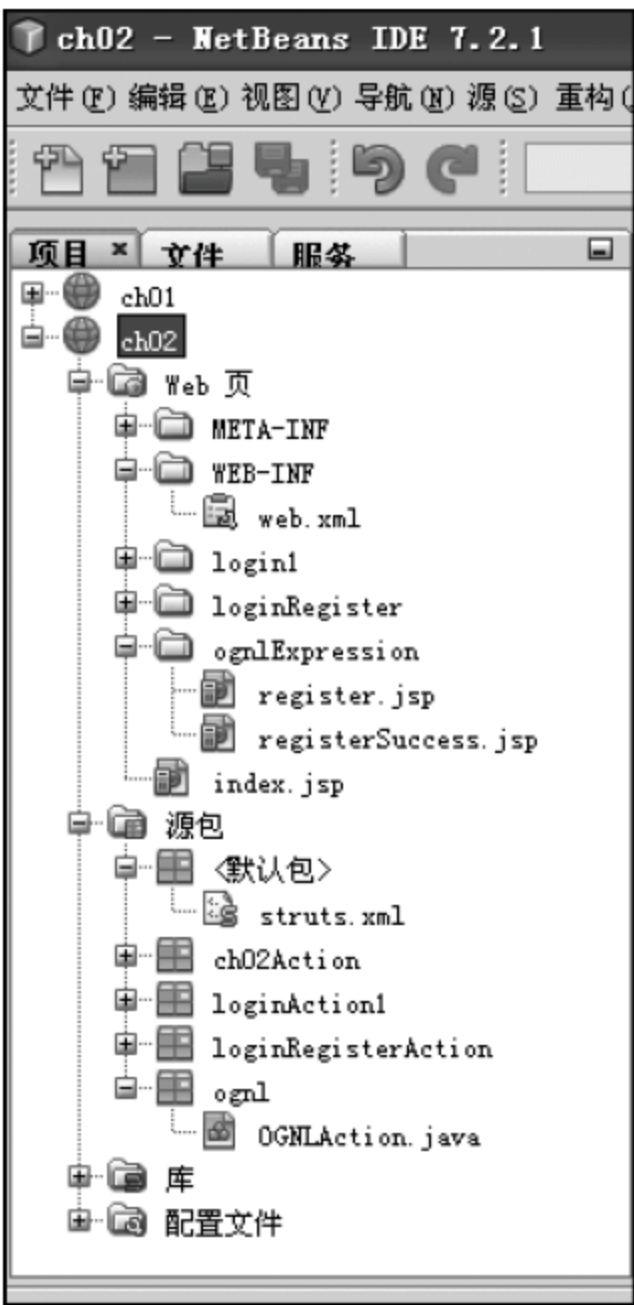 ch02 - NetBeans IDE 7.2.1
文件(F) 编辑(E) 视图(V) 导航(N) 源(S) 重构(
项目 × 文件 服务
ch01
ch02
Web 页
META-INF
WEB-INF
web.xml
login1
loginRegister
ognlExpression
register.jsp
registerSuccess.jsp
index.jsp
源包
<默认包>
struts.xml
ch02Action
loginAction1
loginRegisterAction
ognl
OGNLAction.java
库
配置文件